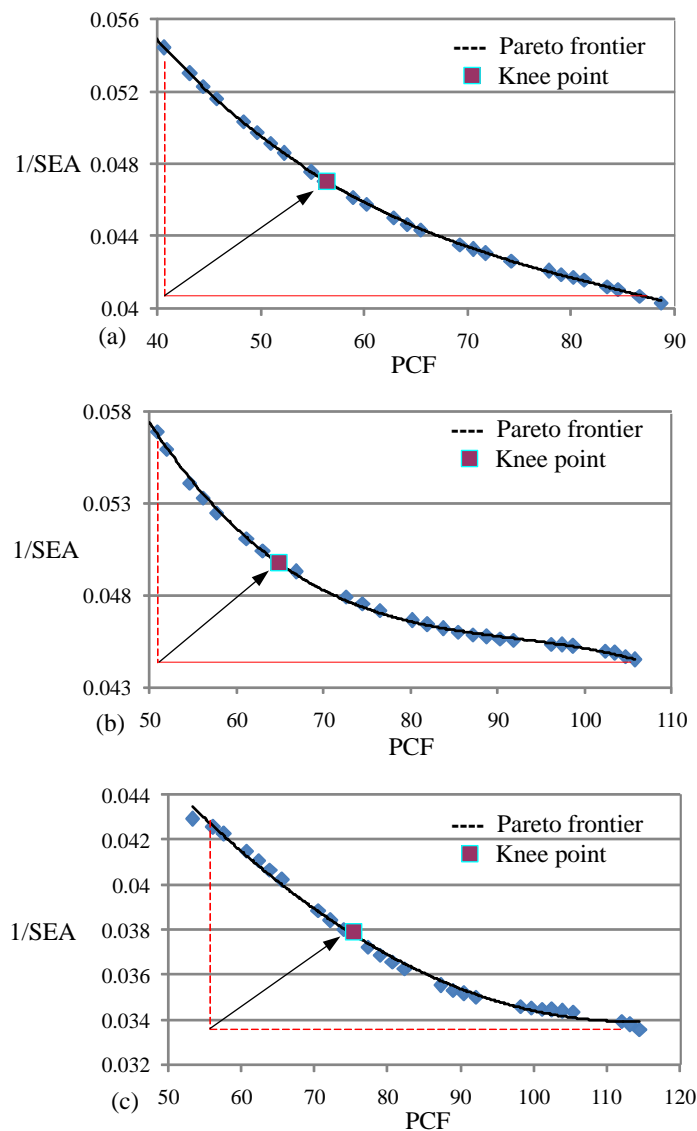 0.056
Pareto frontier
Knee point
0.052
0.048
1/SEA
0.044
0.04
(a)
40 50 60 70 80 90
PCF
0.058
Pareto frontier
Knee point
0.053
1/SEA
0.048
0.043
(b)
50 60 70 80 90 100 110
PCF
0.044
Pareto frontier
0.042
Knee point
0.04
0.038
1/SEA
0.036
0.034
0.032
(c)
50 60 70 80 90 100 110 120
PCF